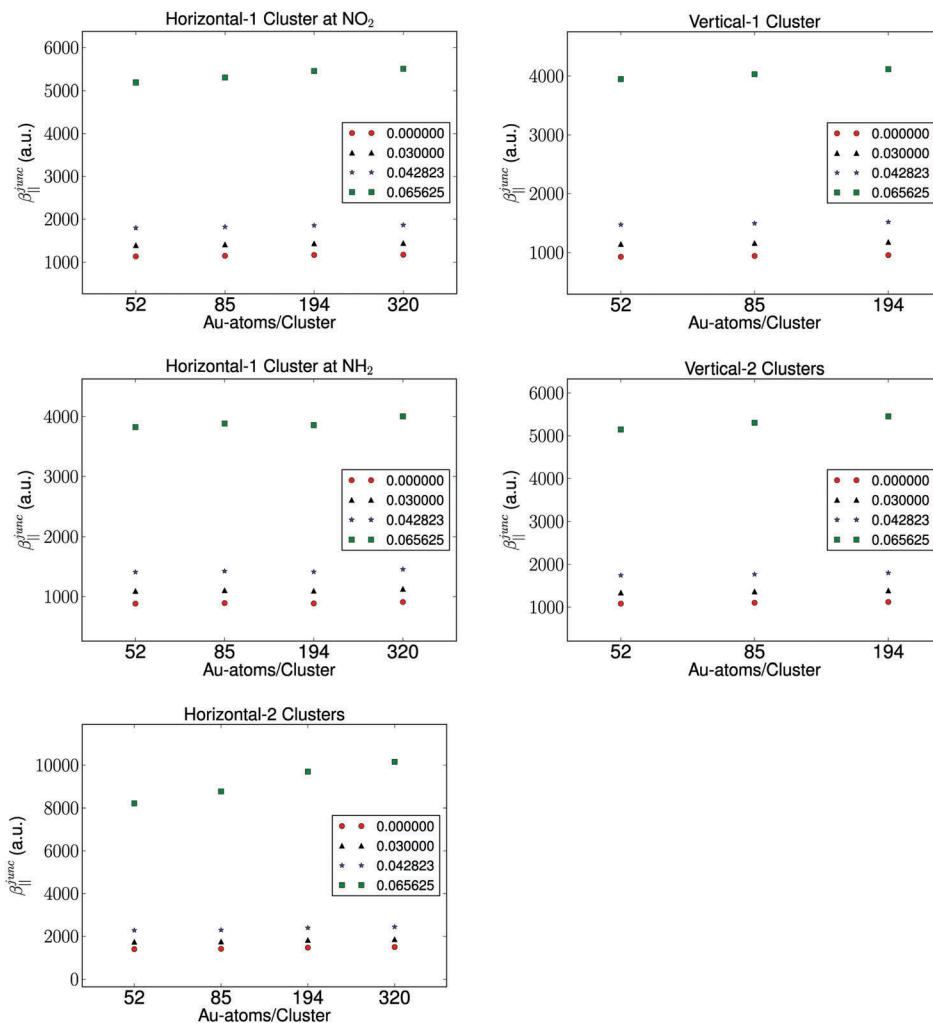 Horizontal-1 Cluster at NO₂
6000
5000
4000
3000
2000
1000
β||^junc (a.u.)
0.000000
0.030000
0.042823
0.065625
52 85 194 320
Au-atoms/Cluster
Vertical-1 Cluster
4000
3000
2000
1000
β||^junc (a.u.)
0.000000
0.030000
0.042823
0.065625
52 85 194
Au-atoms/Cluster
Horizontal-1 Cluster at NH₂
4000
3000
2000
1000
β||^junc (a.u.)
0.000000
0.030000
0.042823
0.065625
52 85 194 320
Au-atoms/Cluster
Vertical-2 Clusters
6000
5000
4000
3000
2000
1000
β||^junc (a.u.)
0.000000
0.030000
0.042823
0.065625
52 85 194
Au-atoms/Cluster
Horizontal-2 Clusters
10000
8000
6000
4000
2000
0
β||^junc (a.u.)
0.000000
0.030000
0.042823
0.065625
52 85 194 320
Au-atoms/Cluster